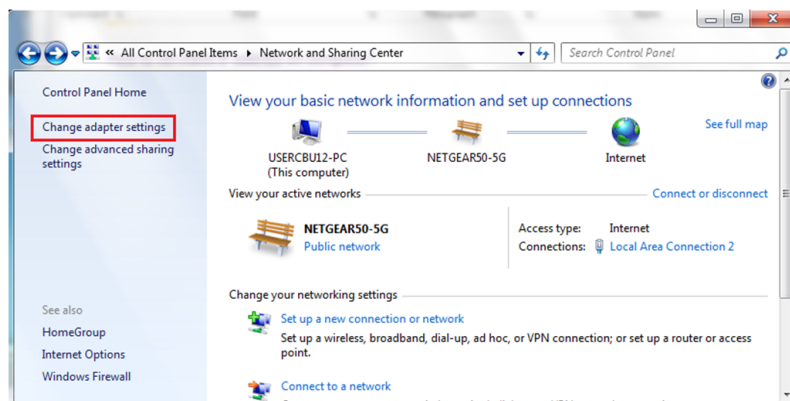 « All Control Panel Items ▸ Network and Sharing Center
Search Control Panel
Control Panel Home
Change adapter settings
Change advanced sharing
settings
See also
HomeGroup
Internet Options
Windows Firewall
View your basic network information and set up connections
See full map
USERCBU12-PC
(This computer)
NETGEAR50-5G
Internet
View your active networks
Connect or disconnect
NETGEAR50-5G
Public network
Access type: Internet
Connections: Local Area Connection 2
Change your networking settings
Set up a new connection or network
Set up a wireless, broadband, dial-up, ad hoc, or VPN connection; or set up a router or access
point.
Connect to a network